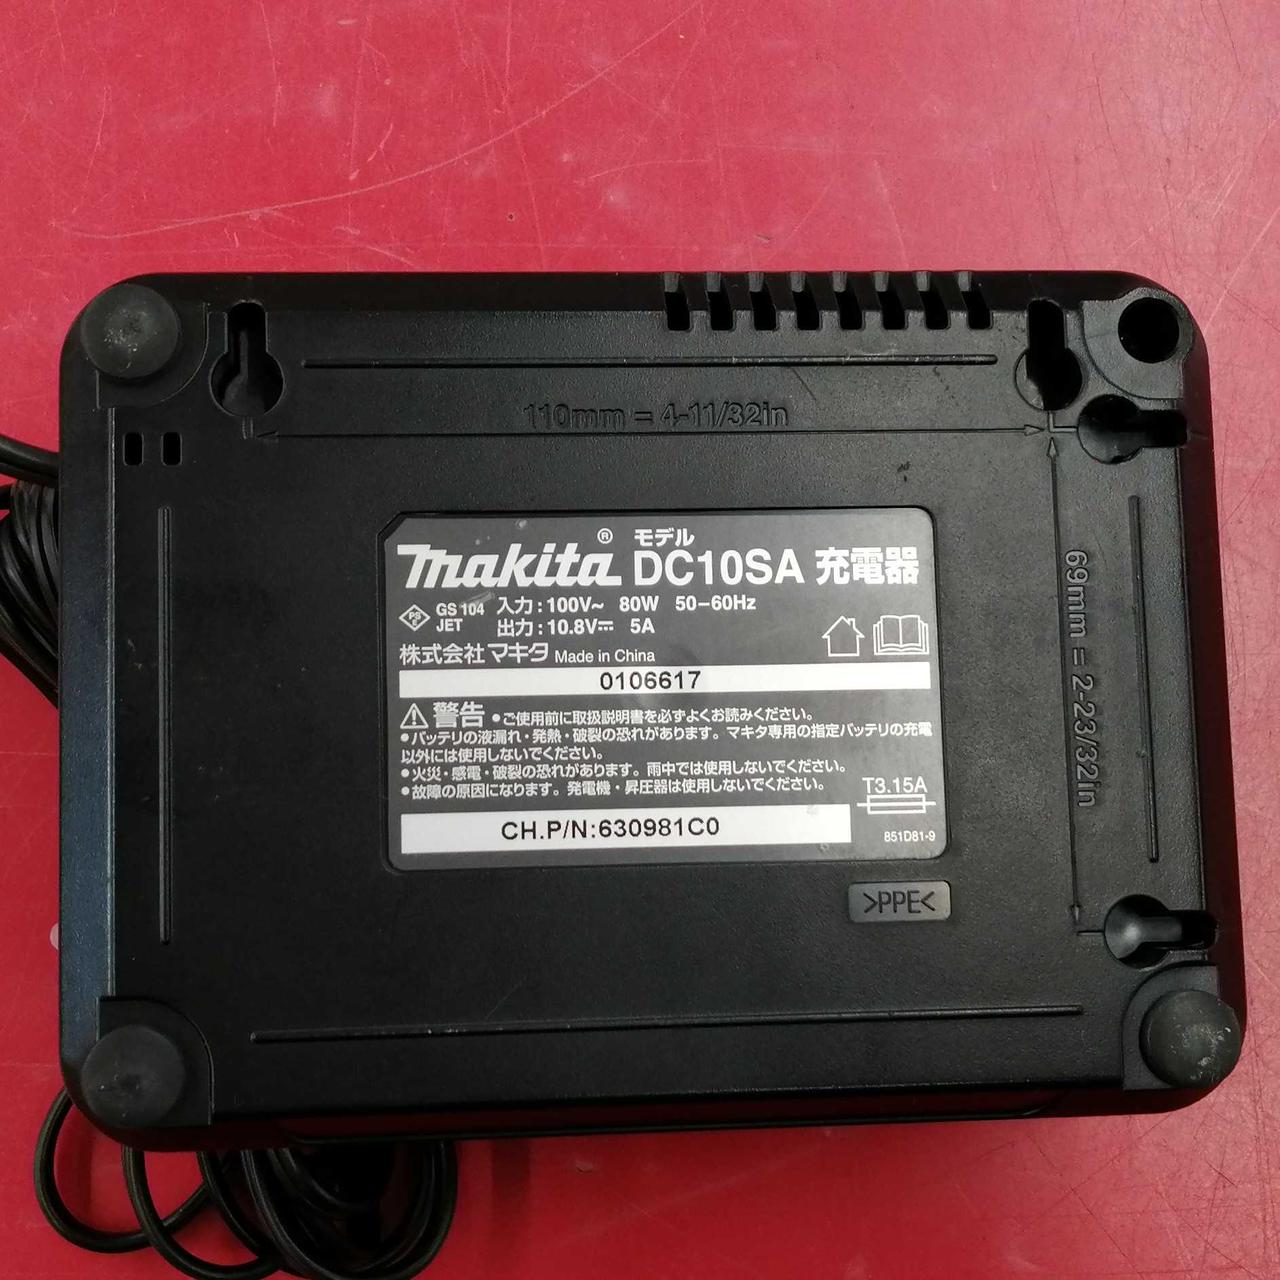 110mm = 4-11/32in
makita® モデル DC10SA 充電器
PS E GS 104 JET
入力:100V~ 80W 50-60Hz
出力:10.8V⎓ 5A
株式会社マキタ Made in China
0106617
⚠警告 •ご使用前に取扱説明書を必ずよくお読みください。
•バッテリの液漏れ・発熱・破裂の恐れがあります。マキタ専用の指定バッテリの充電
以外には使用しないでください。
•火災・感電・破裂の恐れがあります。雨中では使用しないでください。
•故障の原因になります。発電機・昇圧器は使用しないでください。
T3.15A
CH.P/N:630981C0
851D81-9
>PPE<
69mm = 2-23/32in